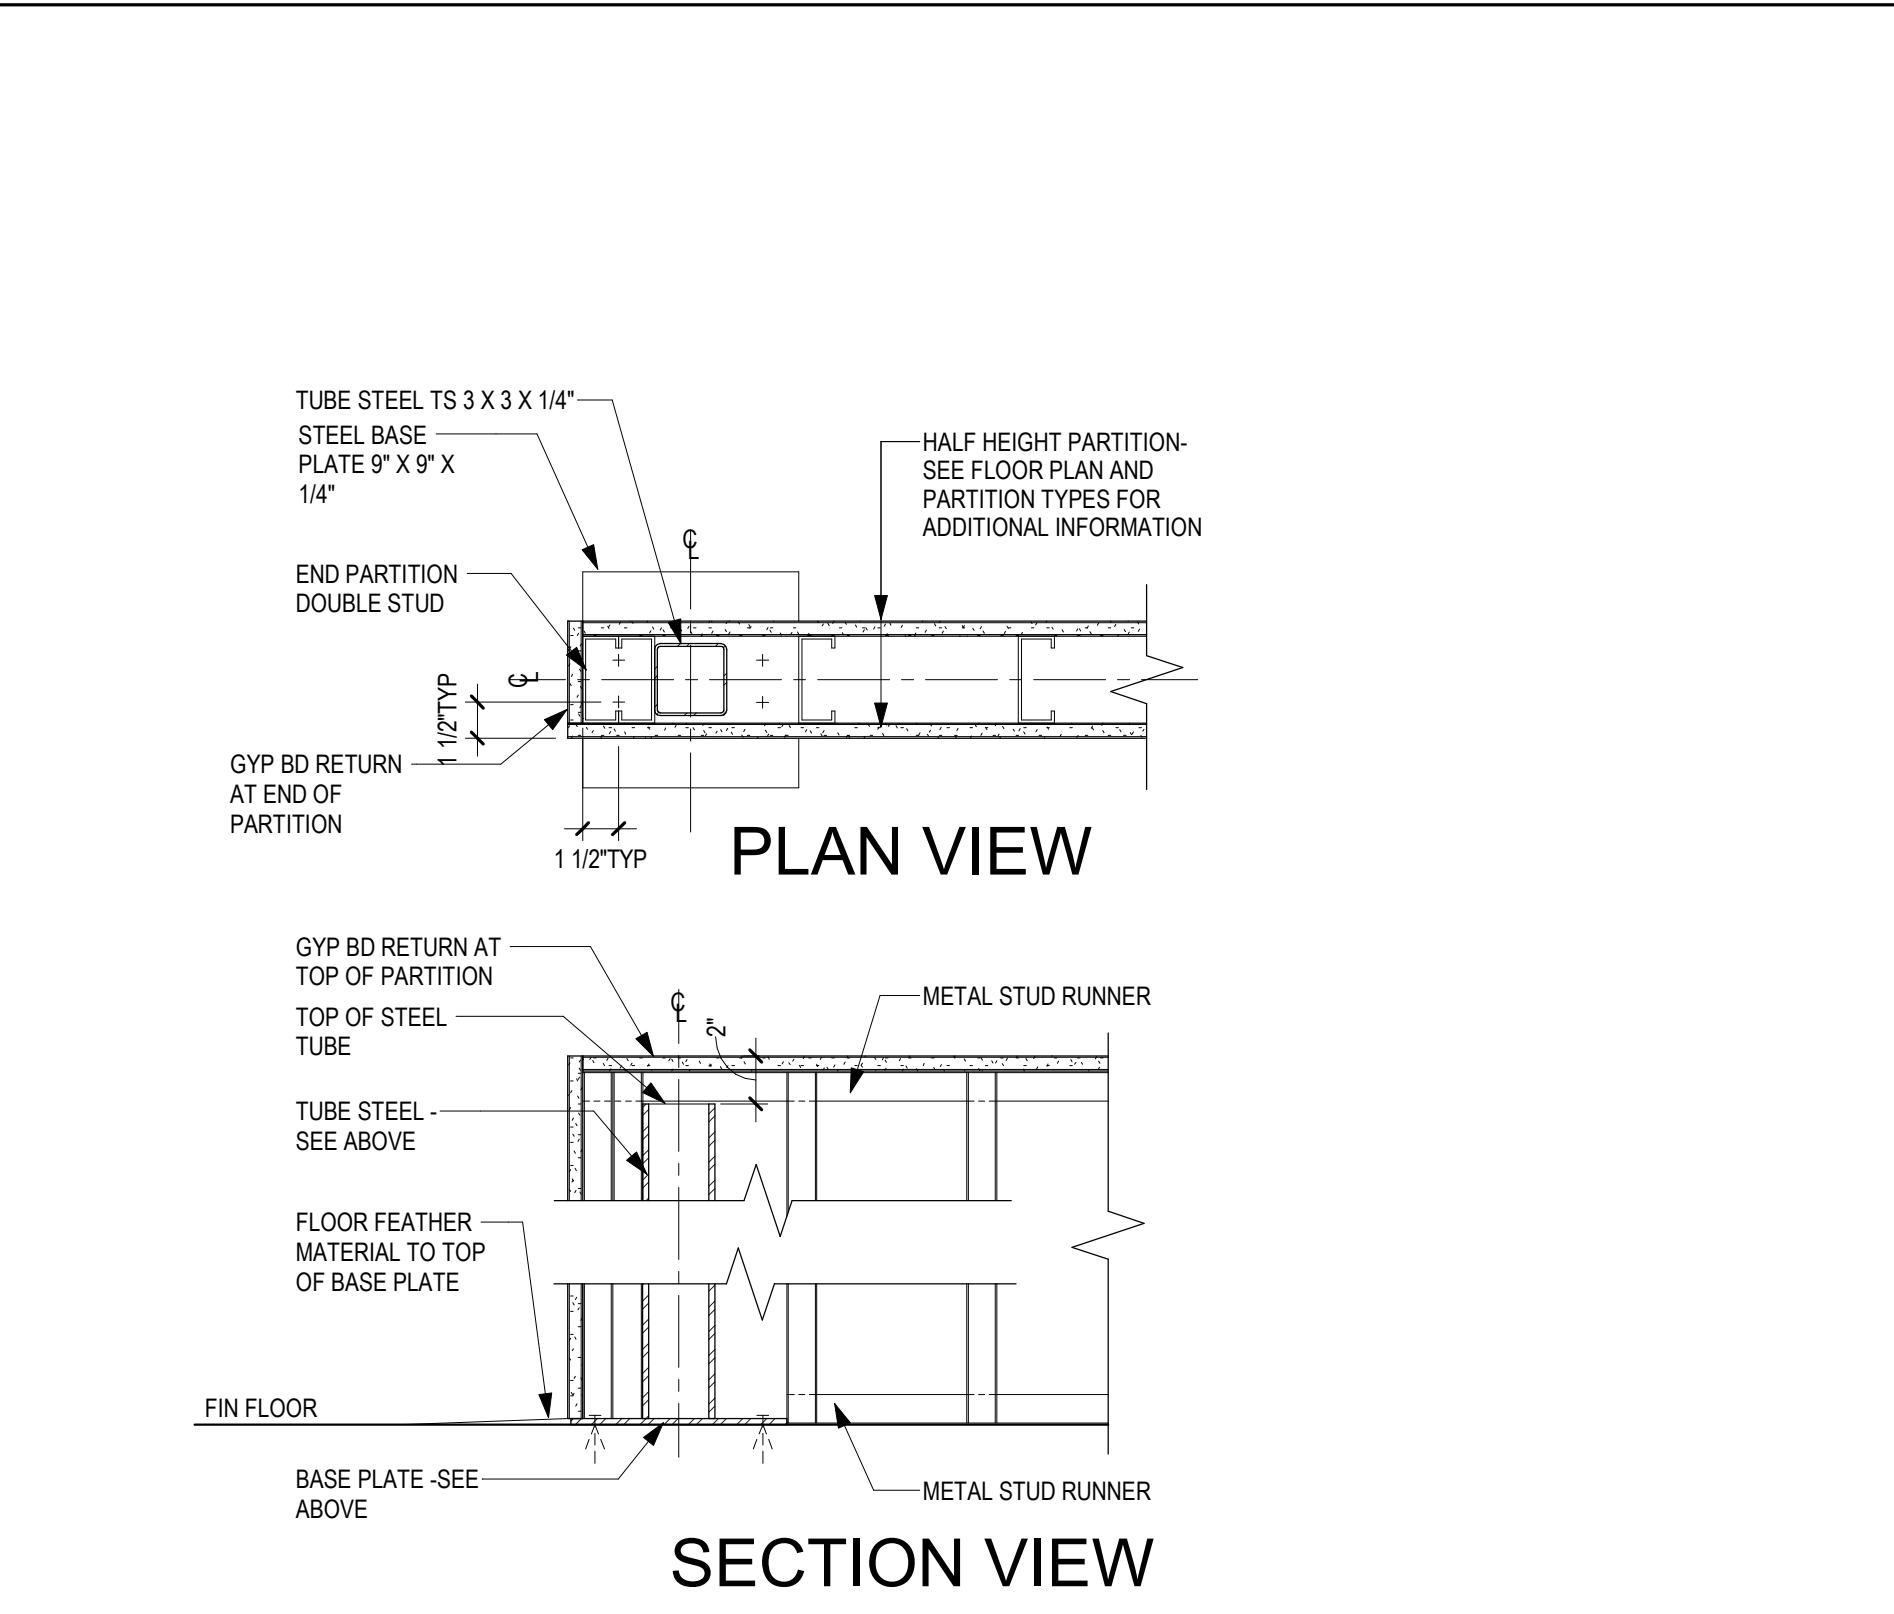 TUBE STEEL TS 3 X 3 X 1/4"
STEEL BASE
PLATE 9" X 9" X
1/4"
HALF HEIGHT PARTITION-
SEE FLOOR PLAN AND
PARTITION TYPES FOR
ADDITIONAL INFORMATION
℄
END PARTITION
DOUBLE STUD
℄
1 1/2"TYP
GYP BD RETURN
AT END OF
PARTITION
1 1/2"TYP
PLAN VIEW
GYP BD RETURN AT
TOP OF PARTITION
TOP OF STEEL
TUBE
℄
2"
METAL STUD RUNNER
TUBE STEEL -
SEE ABOVE
FLOOR FEATHER
MATERIAL TO TOP
OF BASE PLATE
FIN FLOOR
BASE PLATE -SEE
ABOVE
METAL STUD RUNNER
SECTION VIEW